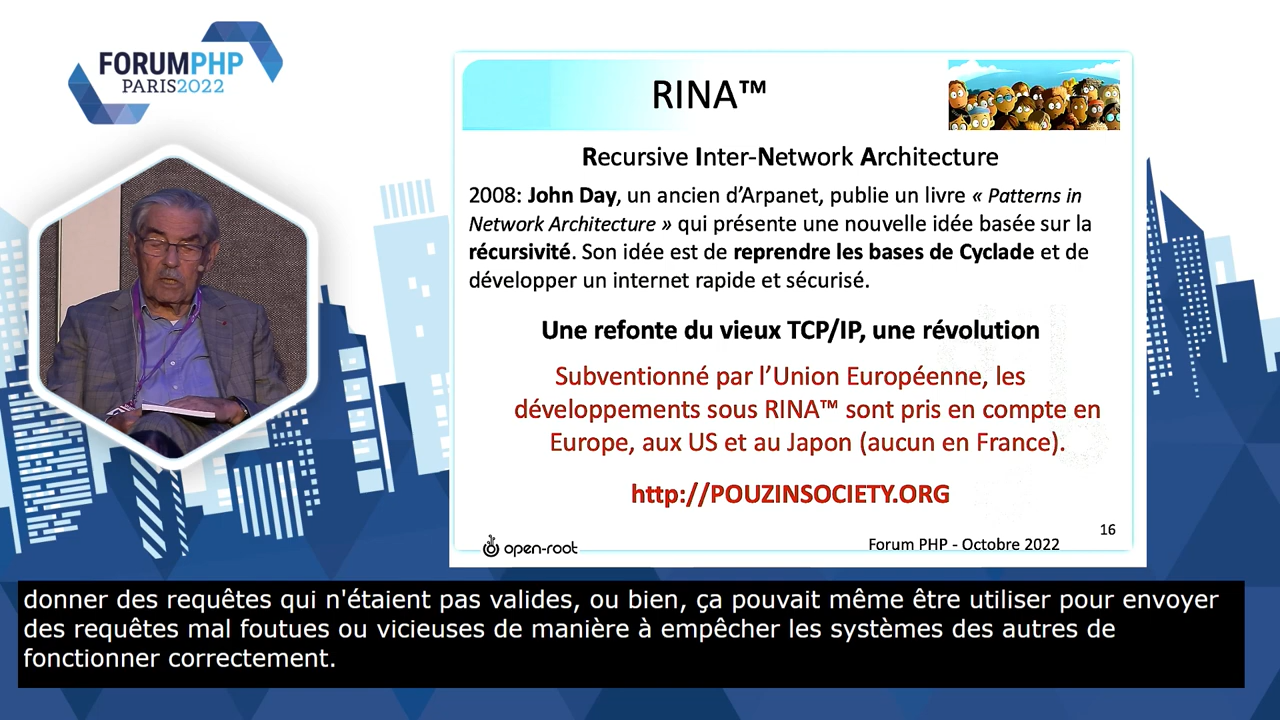 FORUMPHP
PARIS2022
RINA™
Recursive Inter-Network Architecture
2008: John Day, un ancien d'Arpanet, publie un livre « Patterns in
Network Architecture » qui présente une nouvelle idée basée sur la
récursivité. Son idée est de reprendre les bases de Cyclade et de
développer un internet rapide et sécurisé.
Une refonte du vieux TCP/IP, une révolution
Subventionné par l'Union Européenne, les
développements sous RINA™ sont pris en compte en
Europe, aux US et au Japon (aucun en France).
http://POUZINSOCIETY.ORG
16
open-root
Forum PHP - Octobre 2022
donner des requêtes qui n'étaient pas valides, ou bien, ça pouvait même être utiliser pour envoyer
des requêtes mal foutues ou vicieuses de manière à empêcher les systèmes des autres de
fonctionner correctement.